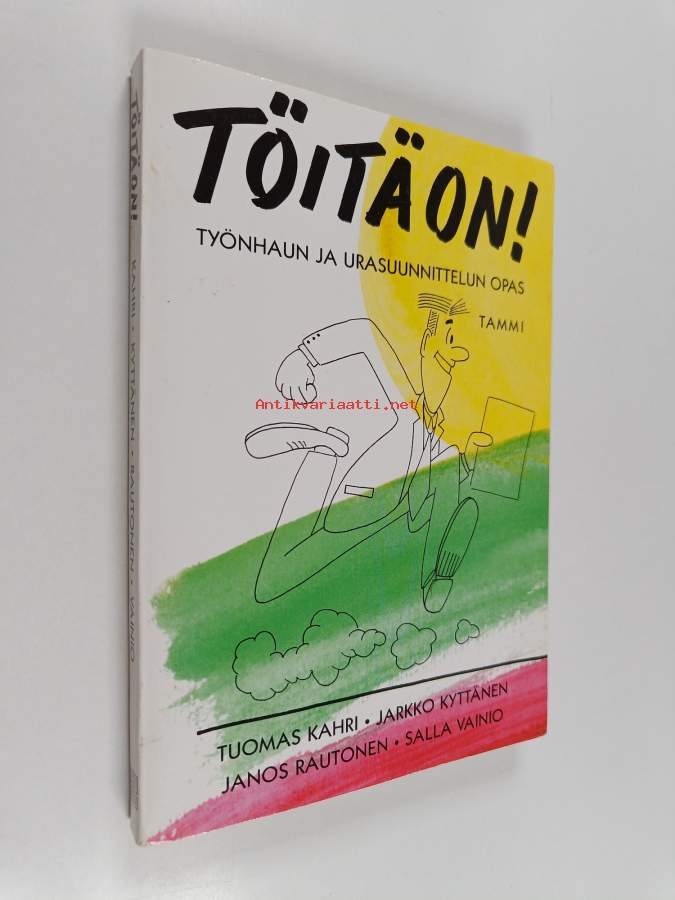 TÖITÄ ON!
TYÖNHAUN JA URASUUNNITTELUN OPAS
TAMMI
Antikvariaatti.net
TUOMAS KAHRI • JARKKO KYTTÄNEN
JANOS RAUTONEN • SALLA VAINIO
TÖITÄ ON! KAHRI • KYTTÄNEN • RAUTONEN • VAINIO